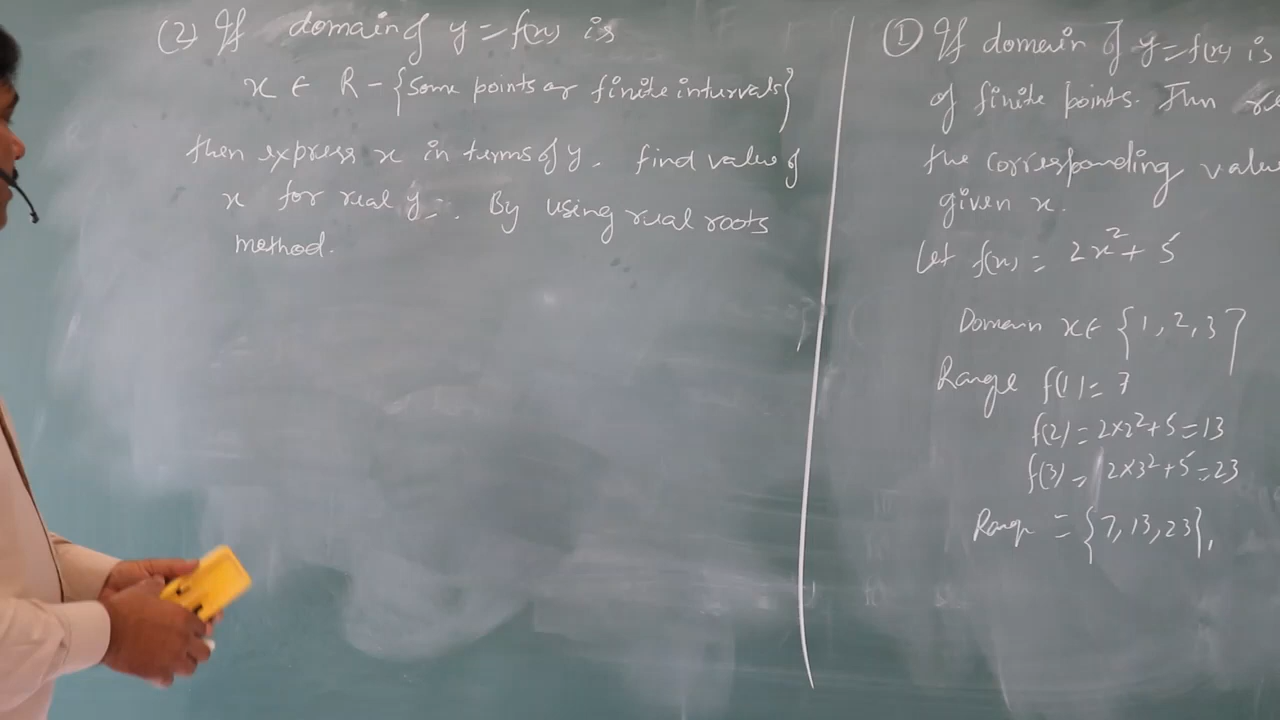 (2) If domain of y = f(x) is
x ∈ R - {Some points or finite intervals}
then express x in terms of y. find value of
x for real y. By using real roots
method.
① If domain of y = f(x) is
of finite points. Then
the corresponding value
given x.
Let f(x) = 2x² + 5
Domain x ∈ {1, 2, 3}
Range f(1) = 7
f(2) = 2×2²+5 = 13
f(3) = 2×3²+5 = 23
Range = {7, 13, 23},